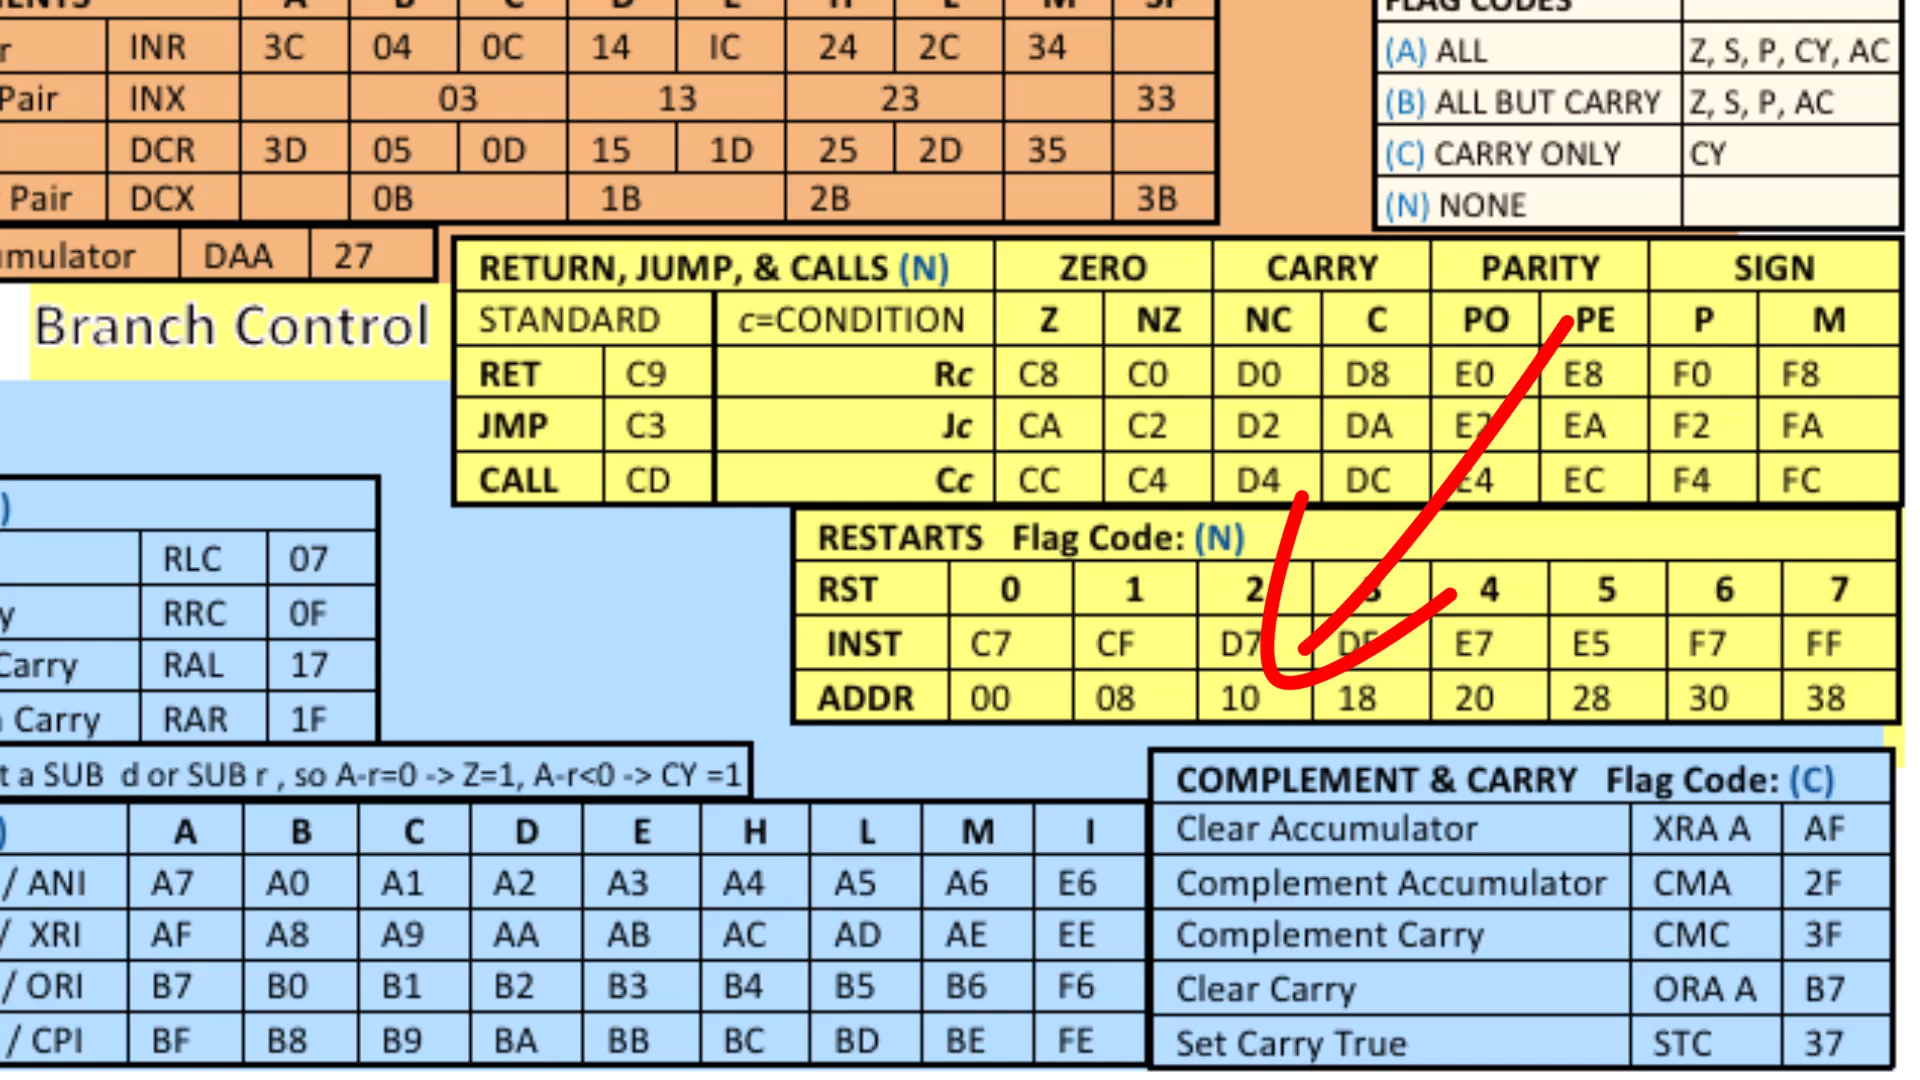 MENTS A B C D E H L M SP
r INR 3C 04 0C 14 IC 24 2C 34
Pair INX 03 13 23 33
DCR 3D 05 0D 15 1D 25 2D 35
Pair DCX 0B 1B 2B 3B
mulator DAA 27
FLAG CODES
(A) ALL Z, S, P, CY, AC
(B) ALL BUT CARRY Z, S, P, AC
(C) CARRY ONLY CY
(N) NONE
Branch Control
RETURN, JUMP, & CALLS (N) ZERO CARRY PARITY SIGN
STANDARD c=CONDITION Z NZ NC C PO PE P M
RET C9 Rc C8 C0 D0 D8 E0 E8 F0 F8
JMP C3 Jc CA C2 D2 DA E2 EA F2 FA
CALL CD Cc CC C4 D4 DC E4 EC F4 FC
RESTARTS Flag Code: (N)
RST 0 1 2 3 4 5 6 7
INST C7 CF D7 DF E7 E5 F7 FF
ADDR 00 08 10 18 20 28 30 38
)
RLC 07
y RRC 0F
Carry RAL 17
Carry RAR 1F
t a SUB d or SUB r , so A-r=0 -> Z=1, A-r<0 -> CY =1
) A B C D E H L M I
/ ANI A7 A0 A1 A2 A3 A4 A5 A6 E6
/ XRI AF A8 A9 AA AB AC AD AE EE
/ ORI B7 B0 B1 B2 B3 B4 B5 B6 F6
/ CPI BF B8 B9 BA BB BC BD BE FE
COMPLEMENT & CARRY Flag Code: (C)
Clear Accumulator XRA A AF
Complement Accumulator CMA 2F
Complement Carry CMC 3F
Clear Carry ORA A B7
Set Carry True STC 37